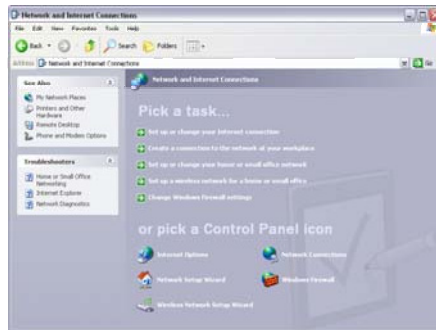 Network and Internet Connections
File Edit View Favorites Tools Help
Back Search Folders
Address Network and Internet Connections Go
See Also
My Network Places
Printers and Other
Hardware
Remote Desktop
Phone and Modem Options
Troubleshooters
Home or Small Office
Networking
Internet Explorer
Network Diagnostics
Network and Internet Connections
Pick a task...
Set up or change your Internet connection
Create a connection to the network at your workplace
Set up or change your home or small office network
Set up a wireless network for a home or small office
Change Windows Firewall settings
or pick a Control Panel icon
Internet Options
Network Connections
Network Setup Wizard
Windows Firewall
Wireless Network Setup Wizard